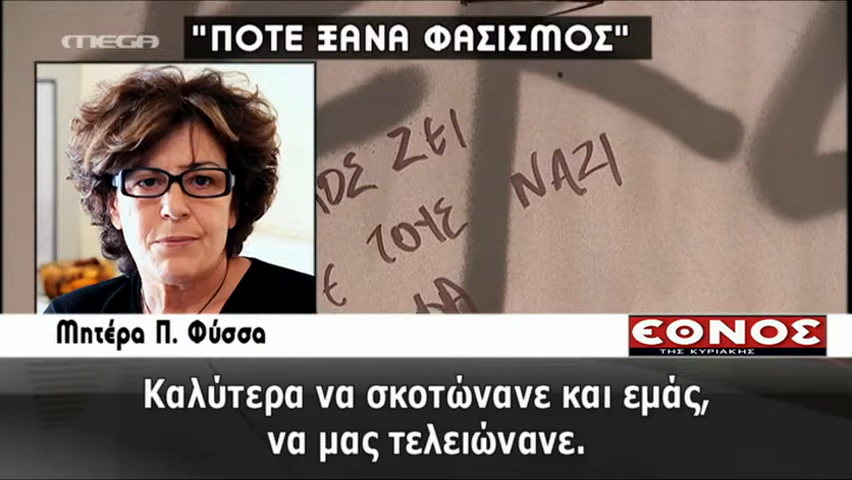 MEGA
"ΠΟΤΕ ΞΑΝΑ ΦΑΣΙΣΜΟΣ"
ΖΕΙ
ΤΟΥΣ ΝΑΖΙ
Μητέρα Π. Φύσσα
ΕΘΝΟΣ
ΤΗΣ ΚΥΡΙΑΚΗΣ
Καλύτερα να σκοτώνανε και εμάς,
να μας τελειώνανε.